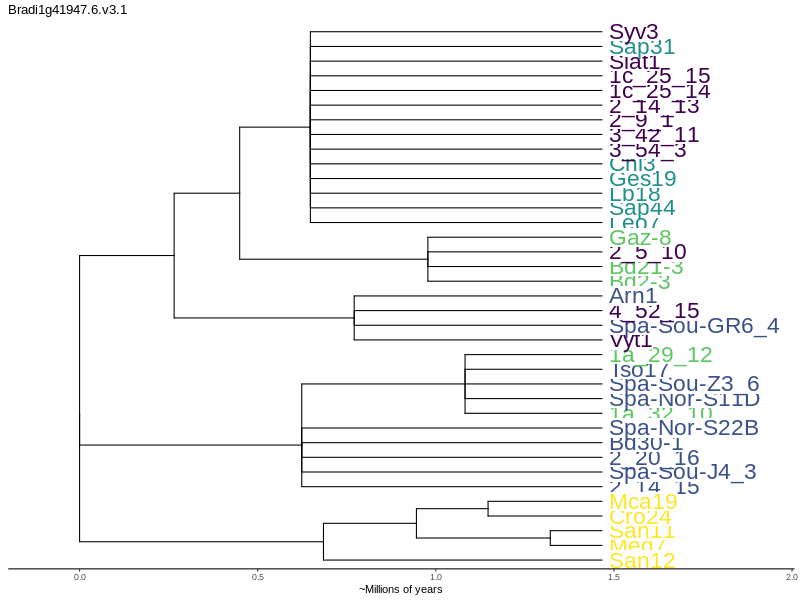 Bradi1g41947.6.v3.1
Syv3
Sap31
Slat1
1c_25_15
1c_25_14
2_14_13
2_9_1
3_42_11
3_54_3
Chl3
Ges19
Lb18
Sap44
Leo7
Gaz-8
2_5_10
Bd21-3
Bd2-3
Arn1
4_52_15
Spa-Sou-GR6_4
Vyt1
1a_29_12
Tso17
Spa-Sou-Z3_6
Spa-Nor-S11D
1a_32_10
Spa-Nor-S22B
Bd30-1
2_20_16
Spa-Sou-J4_3
2_14_15
Mca19
Cro24
San11
Meg7
San12
0.0 0.5 1.0 1.5 2.0
~Millions of years